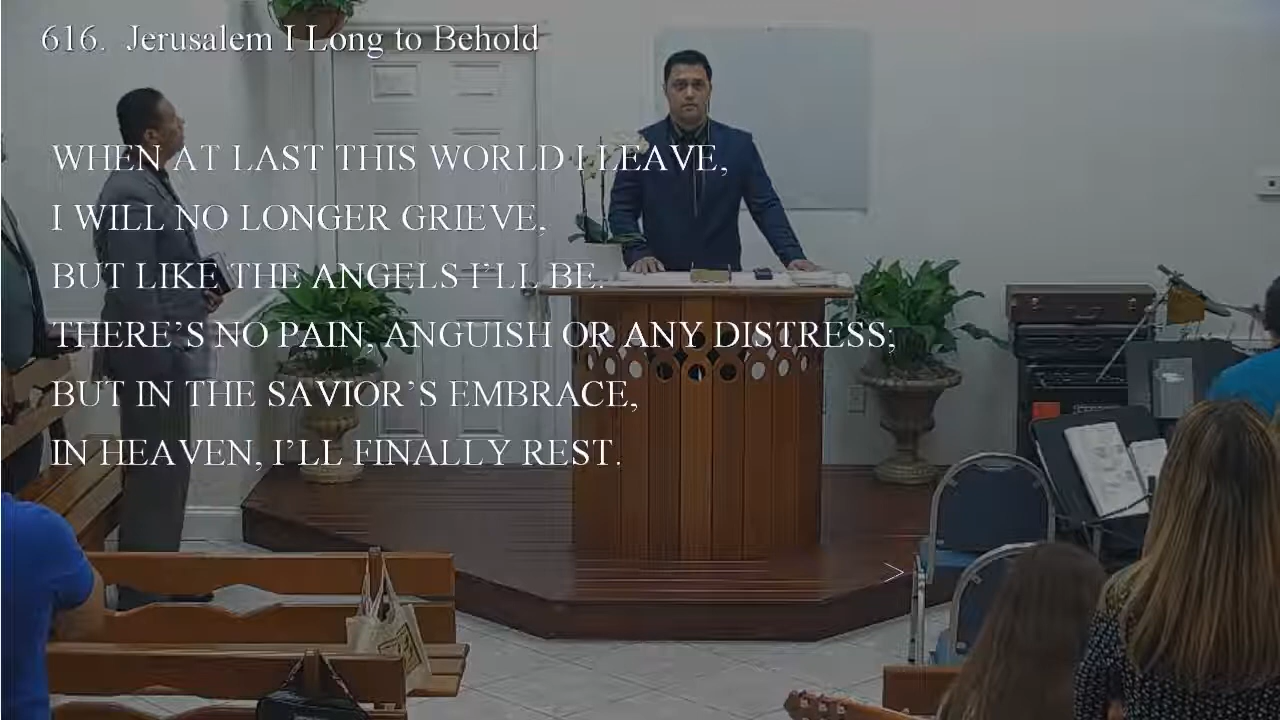 616. Jerusalem I Long to Behold
WHEN AT LAST THIS WORLD I LEAVE,
I WILL NO LONGER GRIEVE,
BUT LIKE THE ANGELS I’LL BE.
THERE’S NO PAIN, ANGUISH OR ANY DISTRESS;
BUT IN THE SAVIOR’S EMBRACE,
IN HEAVEN, I’LL FINALLY REST.
>